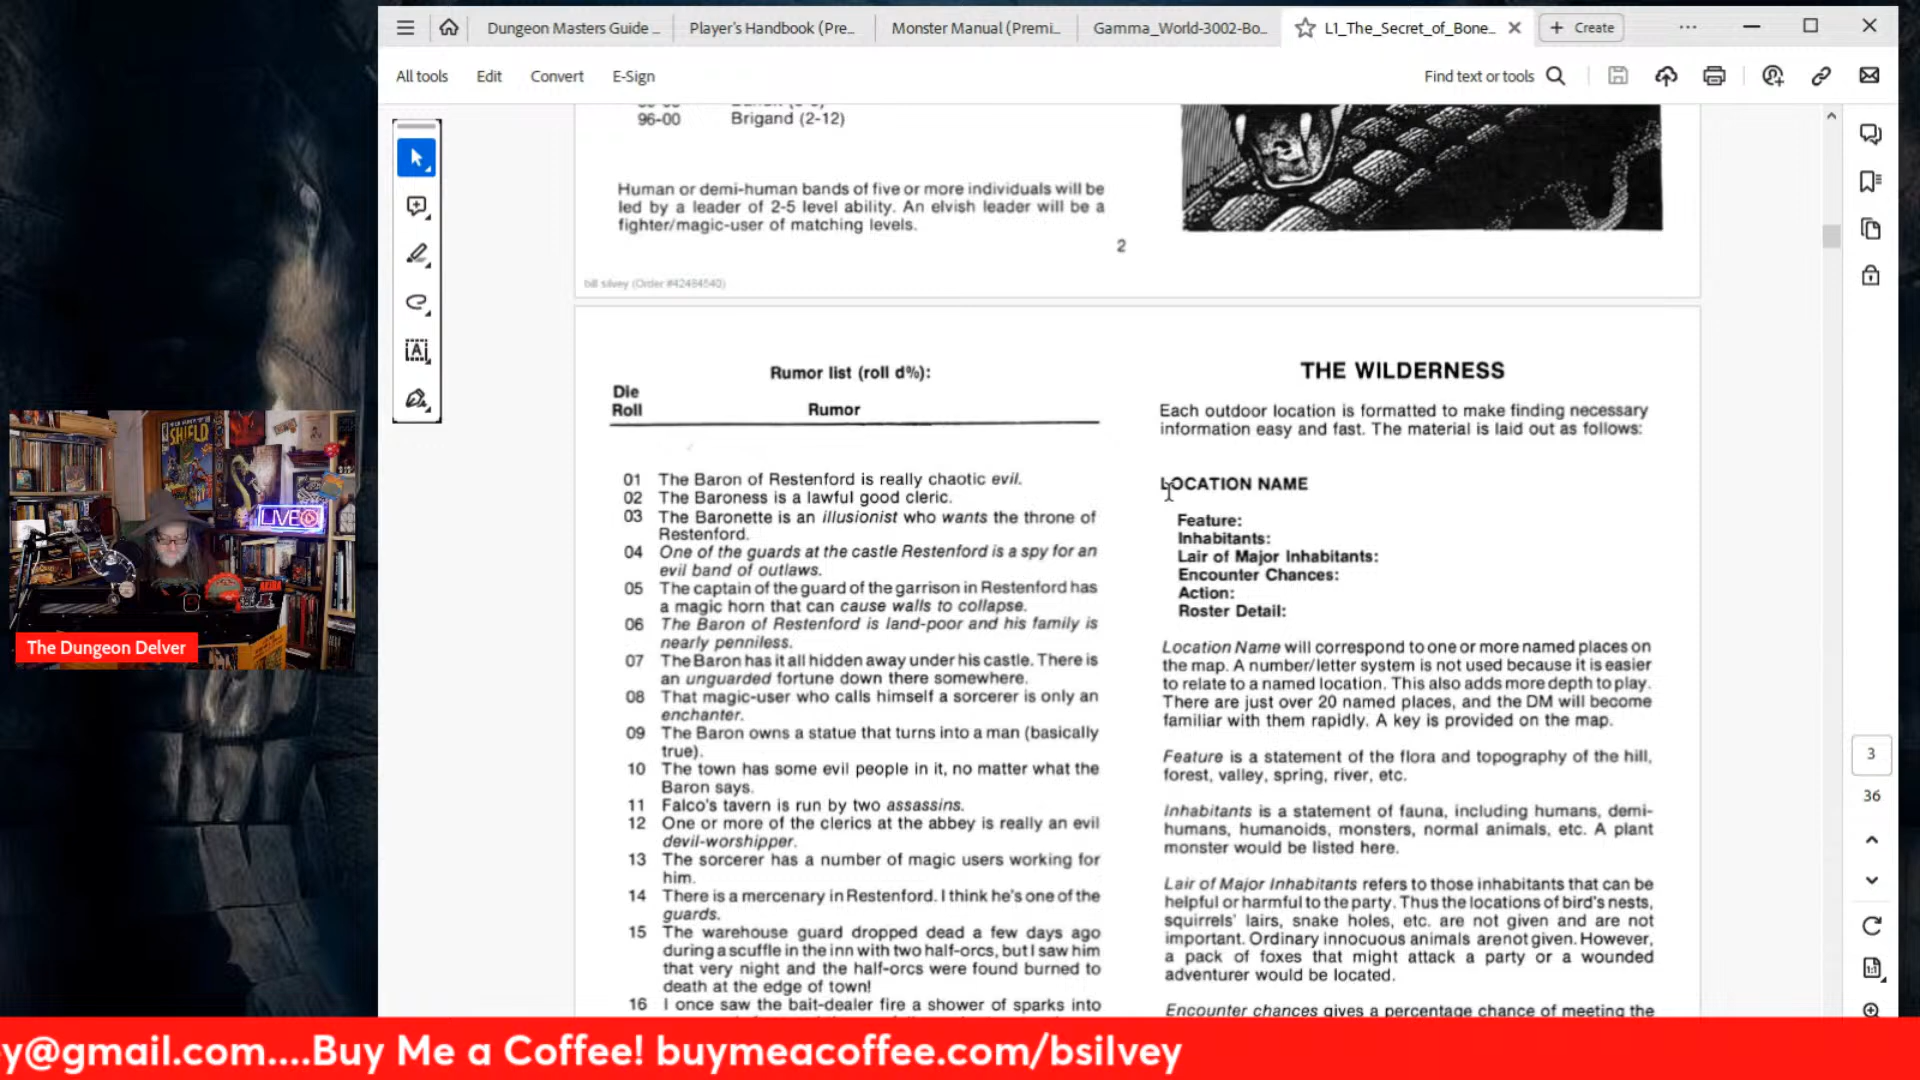 Dungeon Masters Guide ...
Player's Handbook (Pre...
Monster Manual (Premi...
Gamma_World-3002-Bo...
L1_The_Secret_of_Bone...
Create
All tools
Edit
Convert
E-Sign
Find text or tools
96-00 Brigand (2-12)
Human or demi-human bands of five or more individuals will be
led by a leader of 2-5 level ability. An elvish leader will be a
fighter/magic-user of matching levels.
2
bill silvey (Order #42484540)
Rumor list (roll d%):
Die
Roll Rumor
01 The Baron of Restenford is really chaotic evil.
02 The Baroness is a lawful good cleric.
03 The Baronette is an illusionist who wants the throne of
Restenford.
04 One of the guards at the castle Restenford is a spy for an
evil band of outlaws.
05 The captain of the guard of the garrison in Restenford has
a magic horn that can cause walls to collapse.
06 The Baron of Restenford is land-poor and his family is
nearly penniless.
07 The Baron has it all hidden away under his castle. There is
an unguarded fortune down there somewhere.
08 That magic-user who calls himself a sorcerer is only an
enchanter.
09 The Baron owns a statue that turns into a man (basically
true).
10 The town has some evil people in it, no matter what the
Baron says.
11 Falco's tavern is run by two assassins.
12 One or more of the clerics at the abbey is really an evil
devil-worshipper.
13 The sorcerer has a number of magic users working for
him.
14 There is a mercenary in Restenford. I think he's one of the
guards.
15 The warehouse guard dropped dead a few days ago
during a scuffle in the inn with two half-orcs, but I saw him
that very night and the half-orcs were found burned to
death at the edge of town!
16 I once saw the bait-dealer fire a shower of sparks into
THE WILDERNESS
Each outdoor location is formatted to make finding necessary
information easy and fast. The material is laid out as follows:
LOCATION NAME
Feature:
Inhabitants:
Lair of Major Inhabitants:
Encounter Chances:
Action:
Roster Detail:
Location Name will correspond to one or more named places on
the map. A number/letter system is not used because it is easier
to relate to a named location. This also adds more depth to play.
There are just over 20 named places, and the DM will become
familiar with them rapidly. A key is provided on the map.
Feature is a statement of the flora and topography of the hill,
forest, valley, spring, river, etc.
Inhabitants is a statement of fauna, including humans, demi-
humans, humanoids, monsters, normal animals, etc. A plant
monster would be listed here.
Lair of Major Inhabitants refers to those inhabitants that can be
helpful or harmful to the party. Thus the locations of bird's nests,
squirrels' lairs, snake holes, etc. are not given and are not
important. Ordinary innocuous animals arenot given. However,
a pack of foxes that might attack a party or a wounded
adventurer would be located.
Encounter chances gives a percentage chance of meeting the
3
36
SHIELD
LIVE
The Dungeon Delver
y@gmail.com....Buy Me a Coffee! buymeacoffee.com/bsilvey